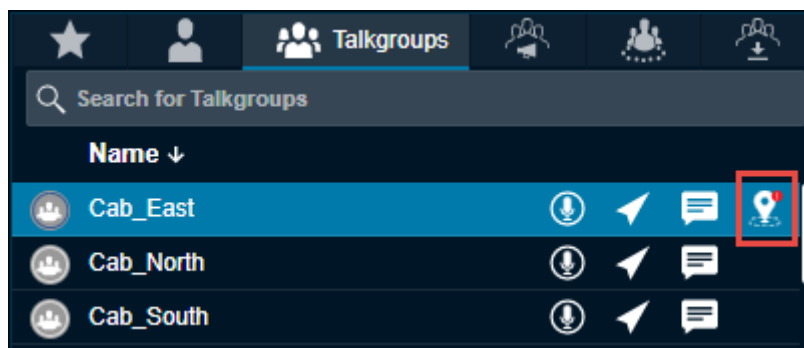 Talkgroups
Search for Talkgroups
Name ↓
Cab_East
Cab_North
Cab_South